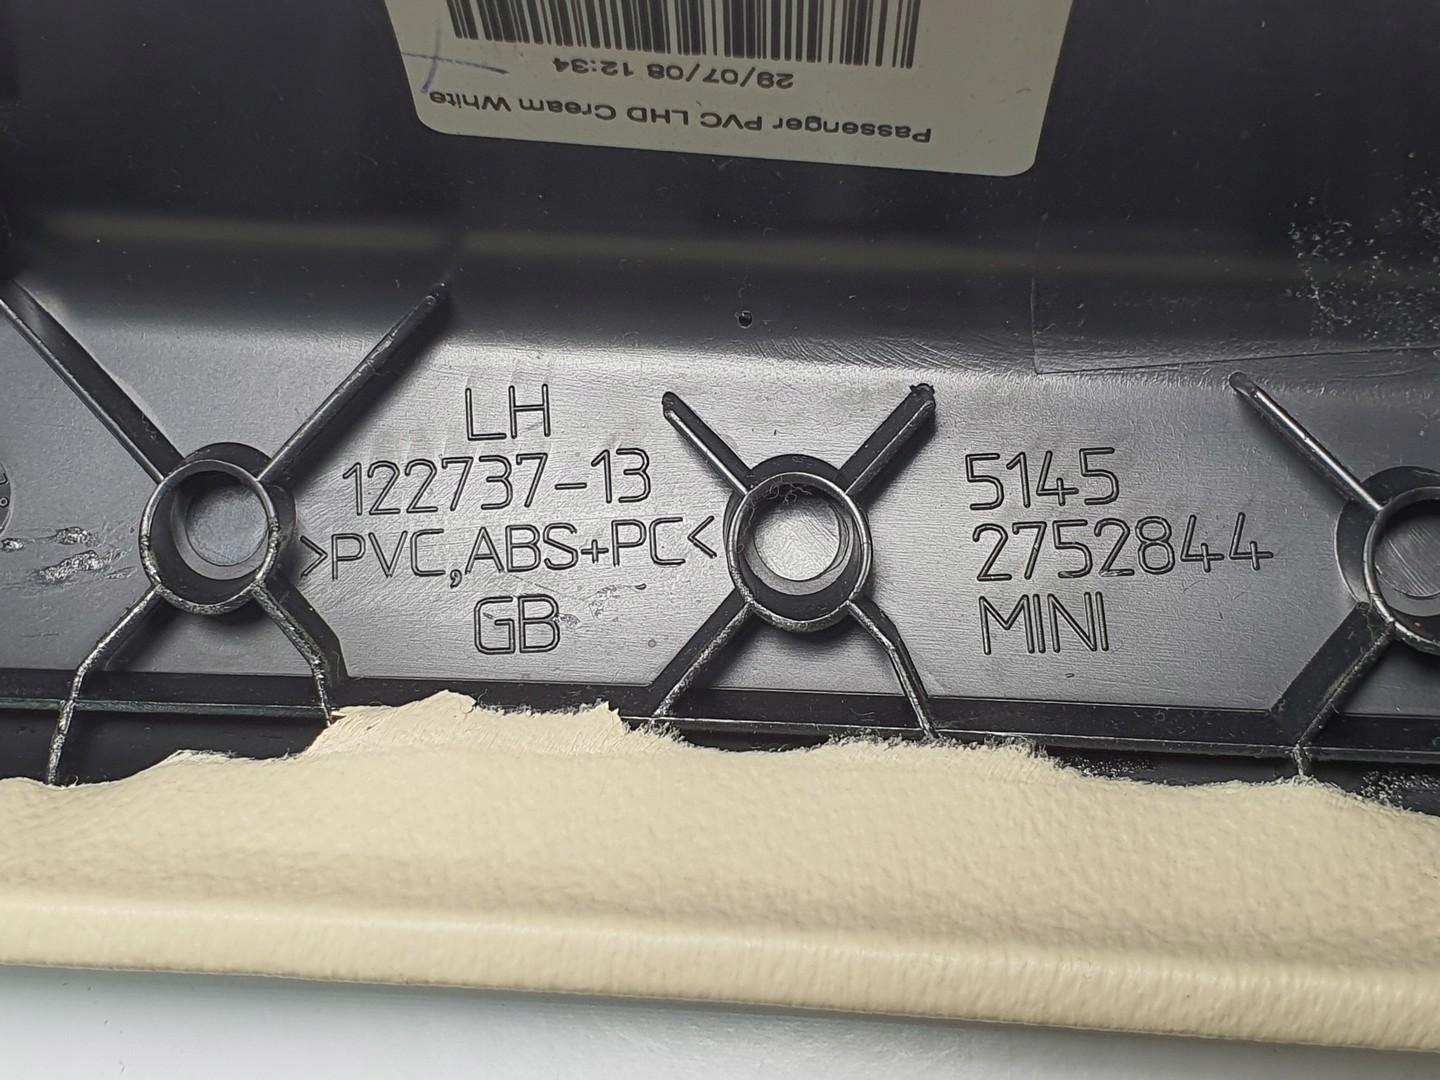 Passenger PVC LHD Cream White
29/07/08 12:34
LH
122737-13
>PVC,ABS+PC<
GB
5145
2752844
MINI